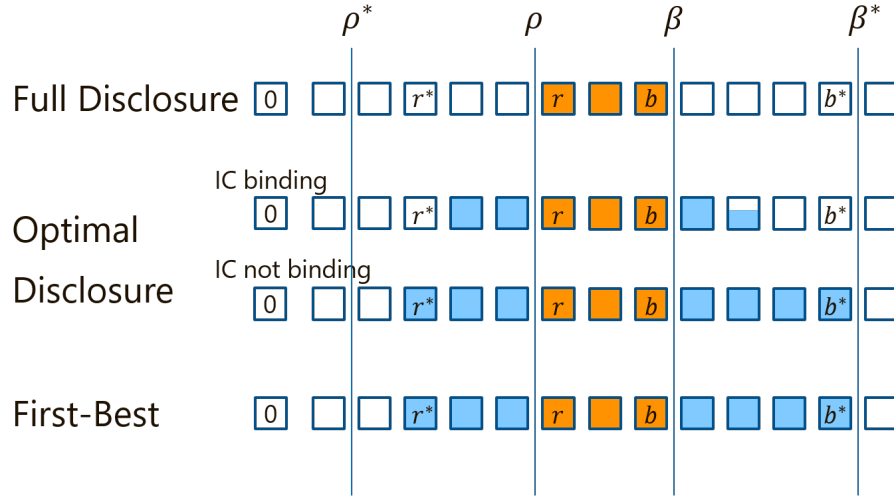 ρ* ρ β β*
Full Disclosure 0 r* r b b*
IC binding
0 r* r b b*
Optimal
Disclosure
IC not binding
0 r* r b b*
First-Best 0 r* r b b*